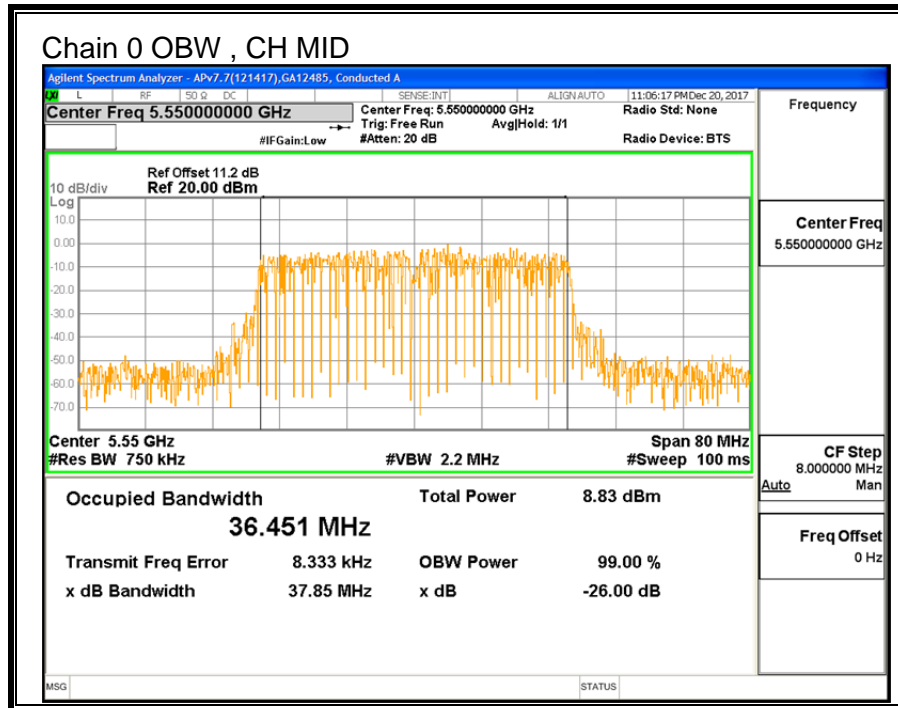 Chain 0 OBW , CH MID
Agilent Spectrum Analyzer - APv7.7(121417),GA12485, Conducted A
LXI L RF 50 Ω DC SENSE:INT ALIGN AUTO 11:06:17 PM Dec 20, 2017
Center Freq 5.550000000 GHz
Center Freq: 5.550000000 GHz
Radio Std: None
Trig: Free Run Avg|Hold: 1/1
#IFGain:Low #Atten: 20 dB Radio Device: BTS
Ref Offset 11.2 dB
10 dB/div Ref 20.00 dBm
Log
10.0
0.00
-10.0
-20.0
-30.0
-40.0
-50.0
-60.0
-70.0
Center 5.55 GHz Span 80 MHz
#Res BW 750 kHz #VBW 2.2 MHz #Sweep 100 ms
Occupied Bandwidth Total Power 8.83 dBm
36.451 MHz
Transmit Freq Error 8.333 kHz OBW Power 99.00 %
x dB Bandwidth 37.85 MHz x dB -26.00 dB
MSG STATUS
Frequency
Center Freq
5.550000000 GHz
CF Step
8.000000 MHz
Auto Man
Freq Offset
0 Hz